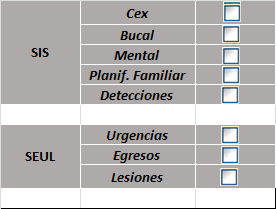 SIS
Cex
Bucal
Mental
Planif. Familiar
Detecciones
SEUL
Urgencias
Egresos
Lesiones